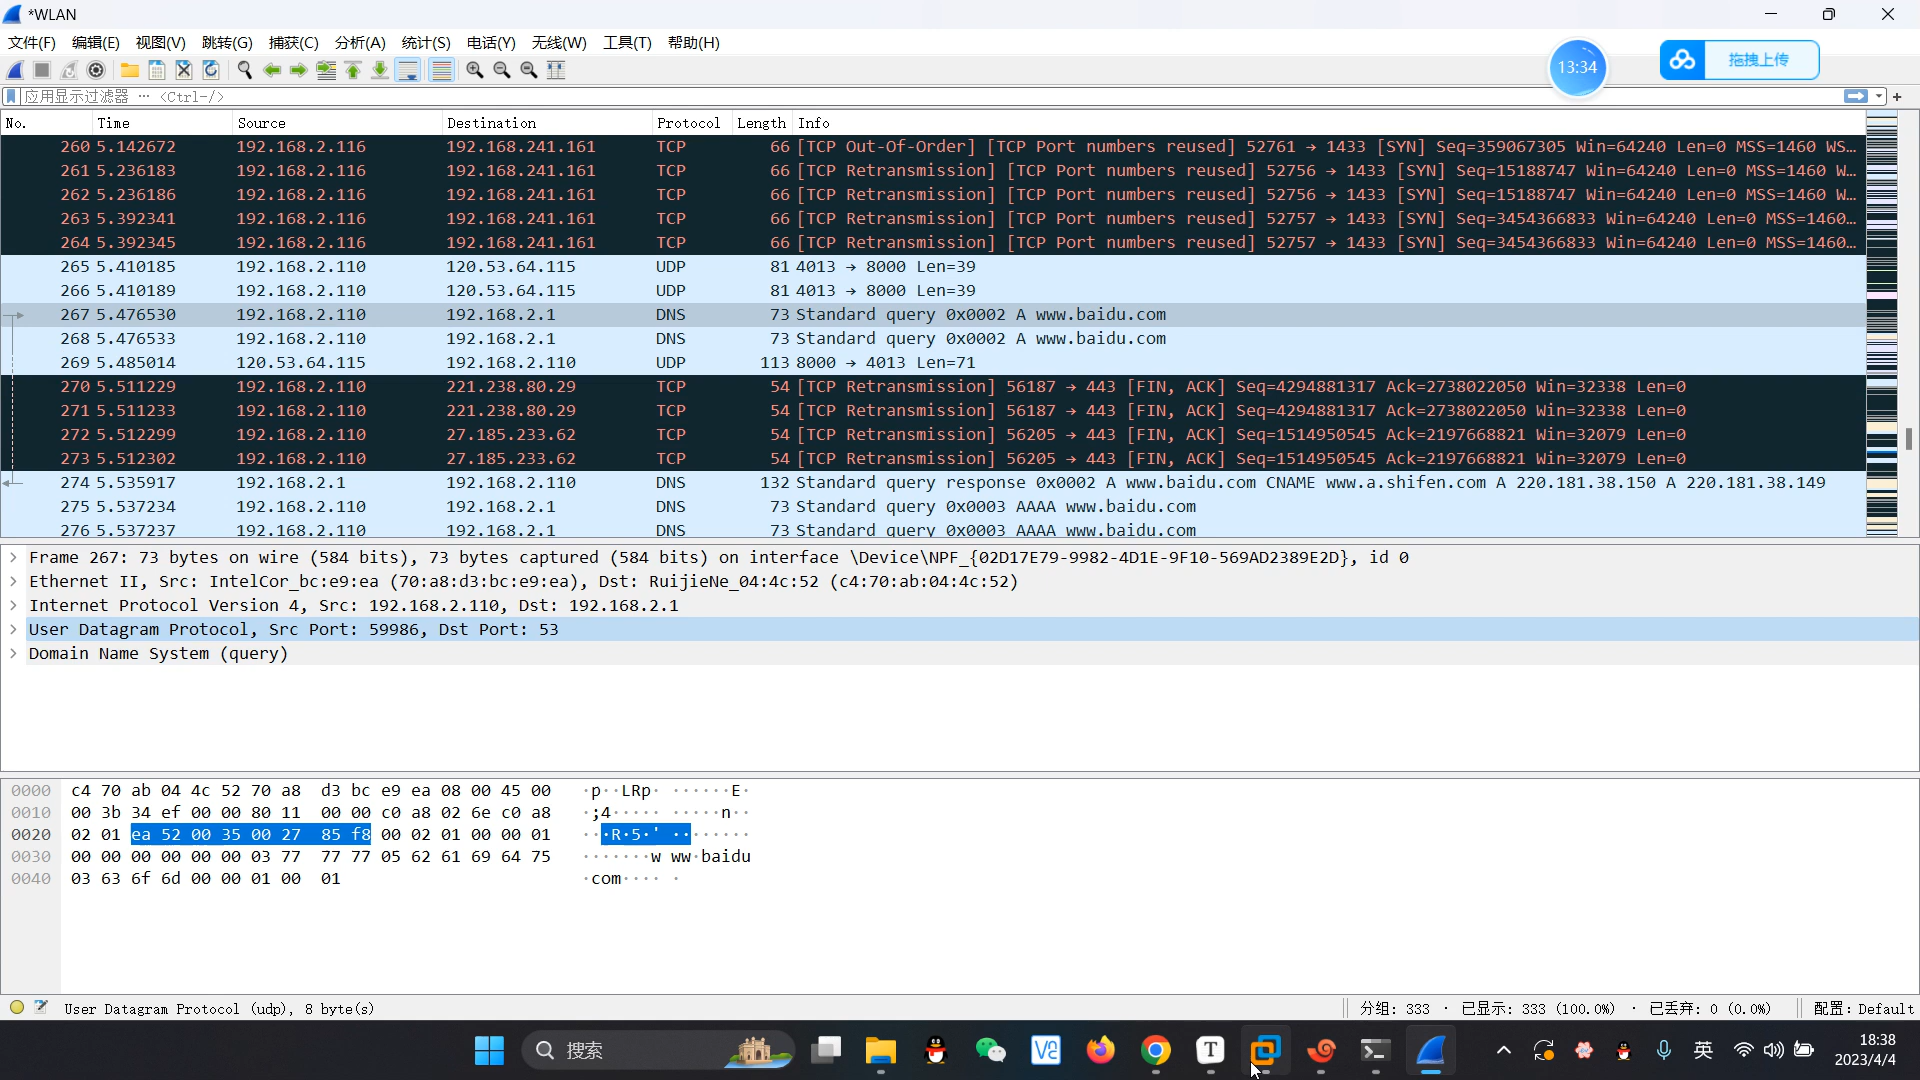 *WLAN
文件(F) 编辑(E) 视图(V) 跳转(G) 捕获(C) 分析(A) 统计(S) 电话(Y) 无线(W) 工具(T) 帮助(H)
13:34
拖拽上传
应用显示过滤器 … <Ctrl-/>
No. Time Source Destination Protocol Length Info
260 5.142672 192.168.2.116 192.168.241.161 TCP 66 [TCP Out-Of-Order] [TCP Port numbers reused] 52761 → 1433 [SYN] Seq=359067305 Win=64240 Len=0 MSS=1460 WS…
261 5.236183 192.168.2.116 192.168.241.161 TCP 66 [TCP Retransmission] [TCP Port numbers reused] 52756 → 1433 [SYN] Seq=15188747 Win=64240 Len=0 MSS=1460 W…
262 5.236186 192.168.2.116 192.168.241.161 TCP 66 [TCP Retransmission] [TCP Port numbers reused] 52756 → 1433 [SYN] Seq=15188747 Win=64240 Len=0 MSS=1460 W…
263 5.392341 192.168.2.116 192.168.241.161 TCP 66 [TCP Retransmission] [TCP Port numbers reused] 52757 → 1433 [SYN] Seq=3454366833 Win=64240 Len=0 MSS=1460…
264 5.392345 192.168.2.116 192.168.241.161 TCP 66 [TCP Retransmission] [TCP Port numbers reused] 52757 → 1433 [SYN] Seq=3454366833 Win=64240 Len=0 MSS=1460…
265 5.410185 192.168.2.110 120.53.64.115 UDP 81 4013 → 8000 Len=39
266 5.410189 192.168.2.110 120.53.64.115 UDP 81 4013 → 8000 Len=39
267 5.476530 192.168.2.110 192.168.2.1 DNS 73 Standard query 0x0002 A www.baidu.com
268 5.476533 192.168.2.110 192.168.2.1 DNS 73 Standard query 0x0002 A www.baidu.com
269 5.485014 120.53.64.115 192.168.2.110 UDP 113 8000 → 4013 Len=71
270 5.511229 192.168.2.110 221.238.80.29 TCP 54 [TCP Retransmission] 56187 → 443 [FIN, ACK] Seq=4294881317 Ack=2738022050 Win=32338 Len=0
271 5.511233 192.168.2.110 221.238.80.29 TCP 54 [TCP Retransmission] 56187 → 443 [FIN, ACK] Seq=4294881317 Ack=2738022050 Win=32338 Len=0
272 5.512299 192.168.2.110 27.185.233.62 TCP 54 [TCP Retransmission] 56205 → 443 [FIN, ACK] Seq=1514950545 Ack=2197668821 Win=32079 Len=0
273 5.512302 192.168.2.110 27.185.233.62 TCP 54 [TCP Retransmission] 56205 → 443 [FIN, ACK] Seq=1514950545 Ack=2197668821 Win=32079 Len=0
274 5.535917 192.168.2.1 192.168.2.110 DNS 132 Standard query response 0x0002 A www.baidu.com CNAME www.a.shifen.com A 220.181.38.150 A 220.181.38.149
275 5.537234 192.168.2.110 192.168.2.1 DNS 73 Standard query 0x0003 AAAA www.baidu.com
276 5.537237 192.168.2.110 192.168.2.1 DNS 73 Standard query 0x0003 AAAA www.baidu.com
Frame 267: 73 bytes on wire (584 bits), 73 bytes captured (584 bits) on interface \Device\NPF_{02D17E79-9982-4D1E-9F10-569AD2389E2D}, id 0
Ethernet II, Src: IntelCor_bc:e9:ea (70:a8:d3:bc:e9:ea), Dst: RuijieNe_04:4c:52 (c4:70:ab:04:4c:52)
Internet Protocol Version 4, Src: 192.168.2.110, Dst: 192.168.2.1
User Datagram Protocol, Src Port: 59986, Dst Port: 53
Domain Name System (query)
0000 c4 70 ab 04 4c 52 70 a8 d3 bc e9 ea 08 00 45 00 ·p··LRp· ······E·
0010 00 3b 34 ef 00 00 80 11 00 00 c0 a8 02 6e c0 a8 ·;4····· ·····n··
0020 02 01 ea 52 00 35 00 27 85 f8 00 02 01 00 00 01 ···R·5·' ········
0030 00 00 00 00 00 00 03 77 77 77 05 62 61 69 64 75 ·······w ww·baidu
0040 03 63 6f 6d 00 00 01 00 01 ·com···· ·
User Datagram Protocol (udp), 8 byte(s)
分组: 333 · 已显示: 333 (100.0%) · 已丢弃: 0 (0.0%)
配置: Default
搜索
英
18:38
2023/4/4